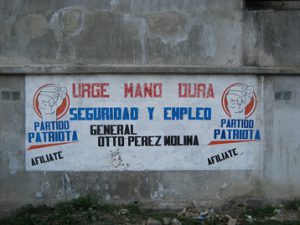 URGE MANO DURA
SEGURIDAD Y EMPLEO
GENERAL
OTTO PEREZ MOLINA
PARTIDO
PATRIOTA
AFILIATE
PARTIDO
PATRIOTA
AFILIATE